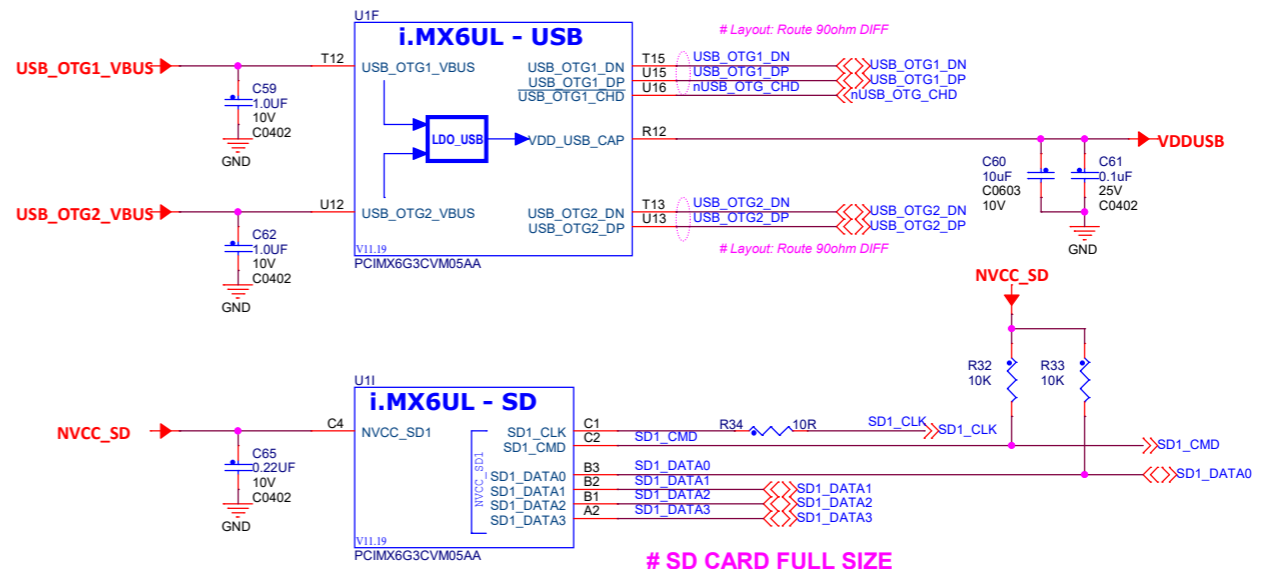 U1F
i.MX6UL - USB
# Layout: Route 90ohm DIFF
USB_OTG1_VBUS
T12
USB_OTG1_VBUS
USB_OTG1_DN
T15
USB_OTG1_DN
USB_OTG1_DN
USB_OTG1_DP
U15
USB_OTG1_DP
USB_OTG1_DP
USB_OTG1_CHD
U16
nUSB_OTG_CHD
nUSB_OTG_CHD
C59
1.0UF
10V
C0402
GND
LDO_USB
VDD_USB_CAP
R12
VDDUSB
C60
10uF
C0603
10V
C61
0.1uF
25V
C0402
GND
USB_OTG2_VBUS
U12
USB_OTG2_VBUS
USB_OTG2_DN
T13
USB_OTG2_DN
USB_OTG2_DN
USB_OTG2_DP
U13
USB_OTG2_DP
USB_OTG2_DP
C62
1.0UF
10V
C0402
GND
V11.19
PCIMX6G3CVM05AA
# Layout: Route 90ohm DIFF
NVCC_SD
R32
10K
R33
10K
U1I
i.MX6UL - SD
NVCC_SD
C4
NVCC_SD1
NVCC_SD1
SD1_CLK
C1
R34
10R
SD1_CLK
SD1_CLK
SD1_CMD
C2
SD1_CMD
SD1_CMD
SD1_DATA0
B3
SD1_DATA0
SD1_DATA0
SD1_DATA1
B2
SD1_DATA1
SD1_DATA1
SD1_DATA2
B1
SD1_DATA2
SD1_DATA2
SD1_DATA3
A2
SD1_DATA3
SD1_DATA3
C65
0.22UF
10V
C0402
GND
V11.19
PCIMX6G3CVM05AA
# SD CARD FULL SIZE